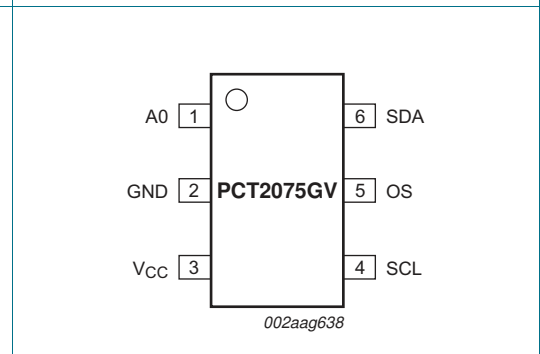 A0 1 6 SDA
GND 2 PCT2075GV 5 OS
VCC 3 4 SCL
002aag638